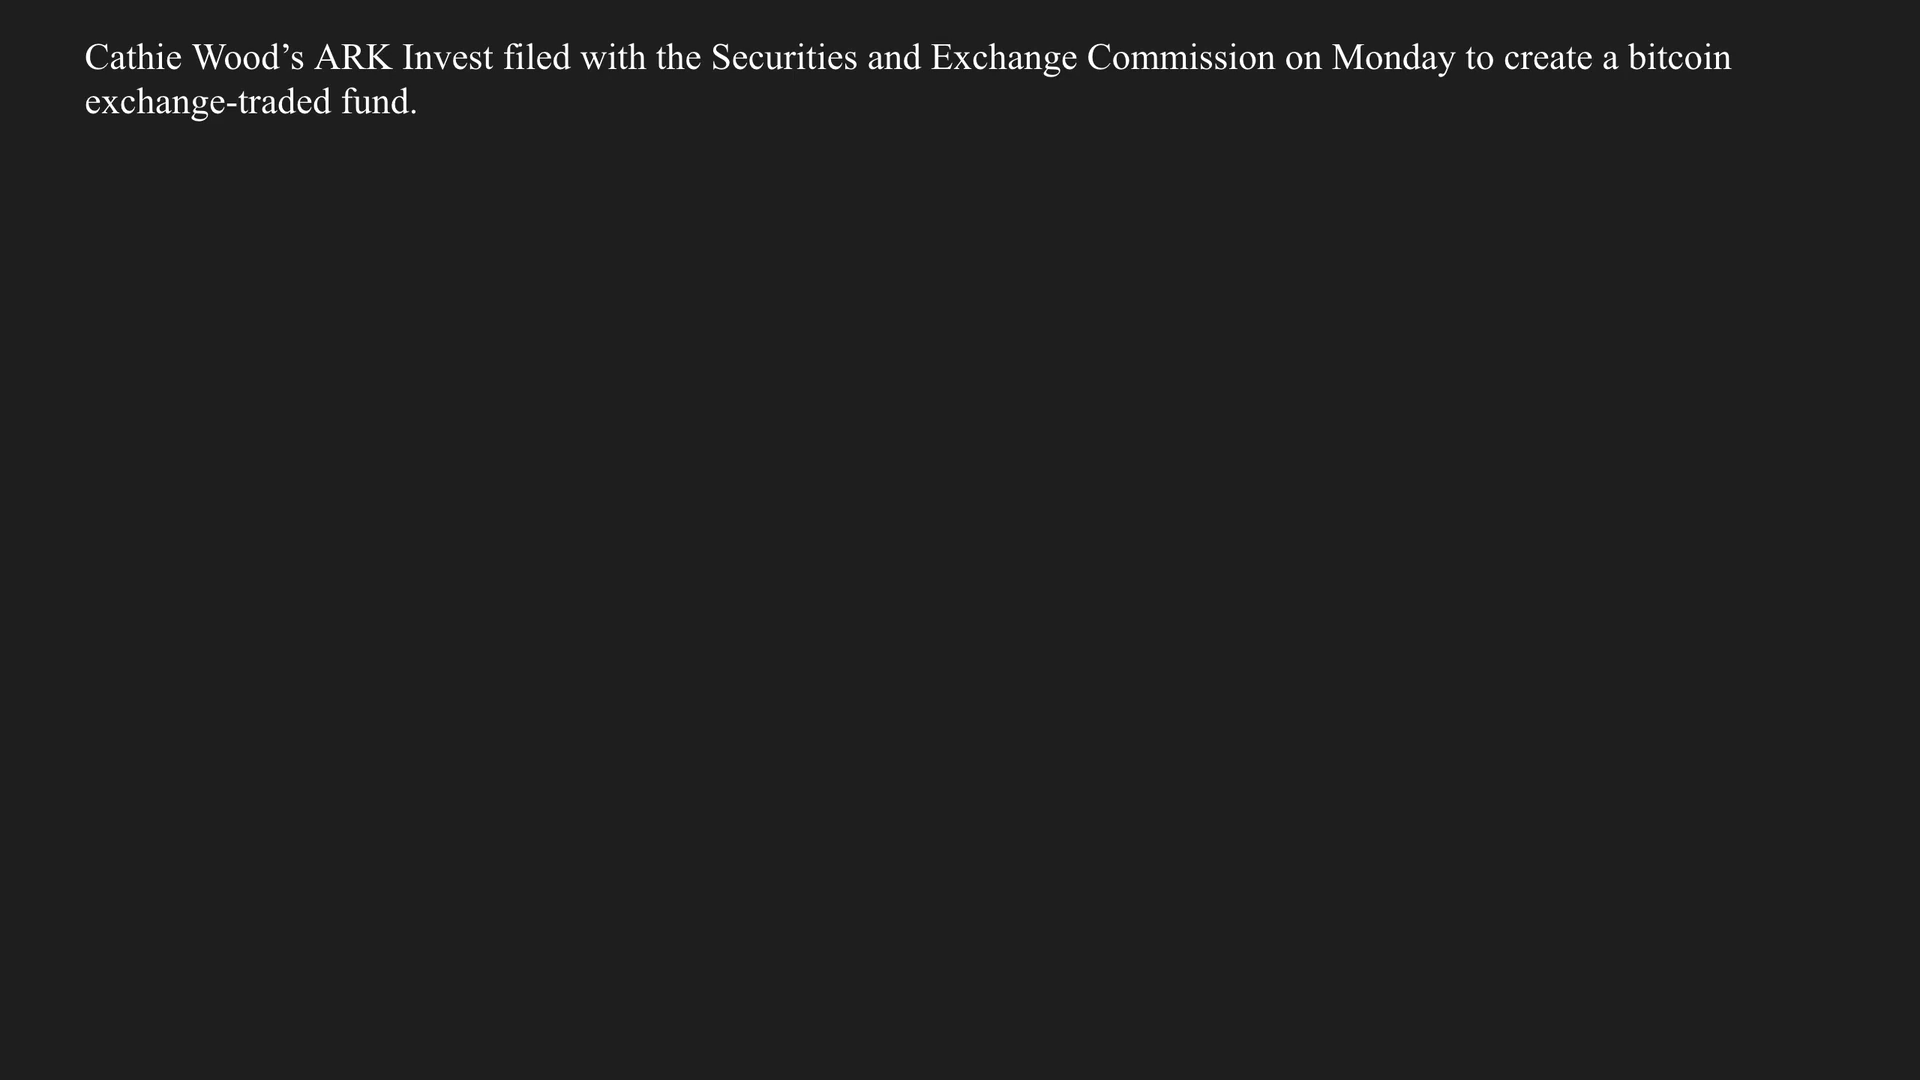 Cathie Wood’s ARK Invest filed with the Securities and Exchange Commission on Monday to create a bitcoin
exchange-traded fund.